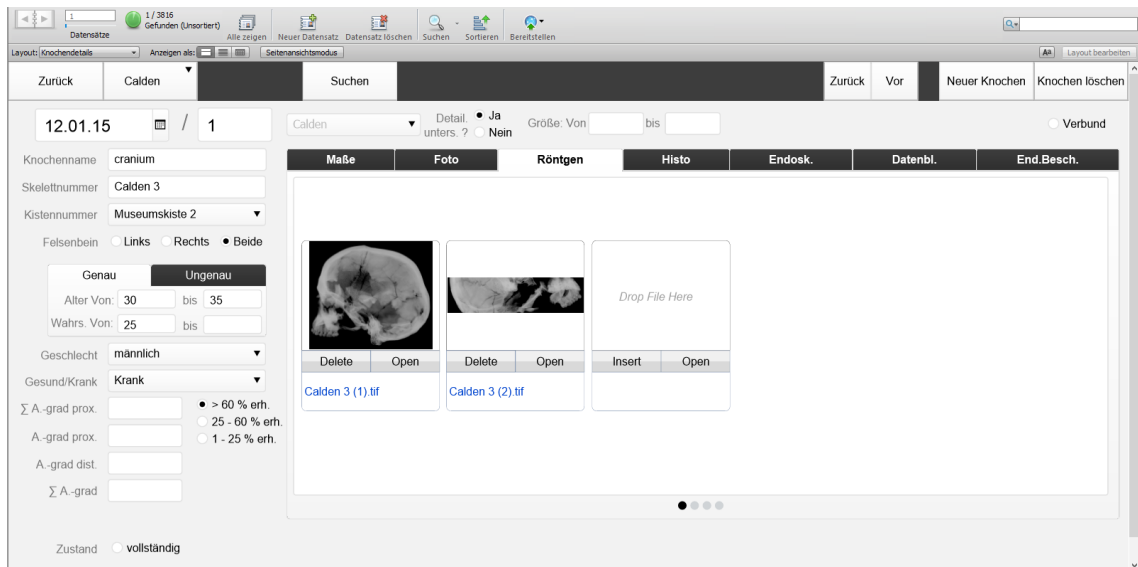 1
1 / 3816
Gefunden (Unsortiert)
Datensätze
Alle zeigen
Neuer Datensatz
Datensatz löschen
Suchen
Sortieren
Bereitstellen
Layout: Knochendetails
Anzeigen als:
Seitenansichtsmodus
Aa
Layout bearbeiten
Zurück
Calden
Suchen
Zurück
Vor
Neuer Knochen
Knochen löschen
12.01.15 / 1
Calden
Detail. unters. ?
Ja
Nein
Größe: Von
bis
Verbund
Knochenname cranium
Skelettnummer Calden 3
Kistennummer Museumskiste 2
Felsenbein Links Rechts Beide
Genau Ungenau
Alter Von: 30 bis 35
Wahrs. Von: 25 bis
Geschlecht männlich
Gesund/Krank Krank
∑ A.-grad prox.
> 60 % erh.
25 - 60 % erh.
A.-grad prox.
1 - 25 % erh.
A.-grad dist.
∑ A.-grad
Zustand vollständig
Maße Foto Röntgen Histo Endosk. Datenbl. End.Besch.
Drop File Here
Delete Open Delete Open Insert Open
Calden 3 (1).tif Calden 3 (2).tif